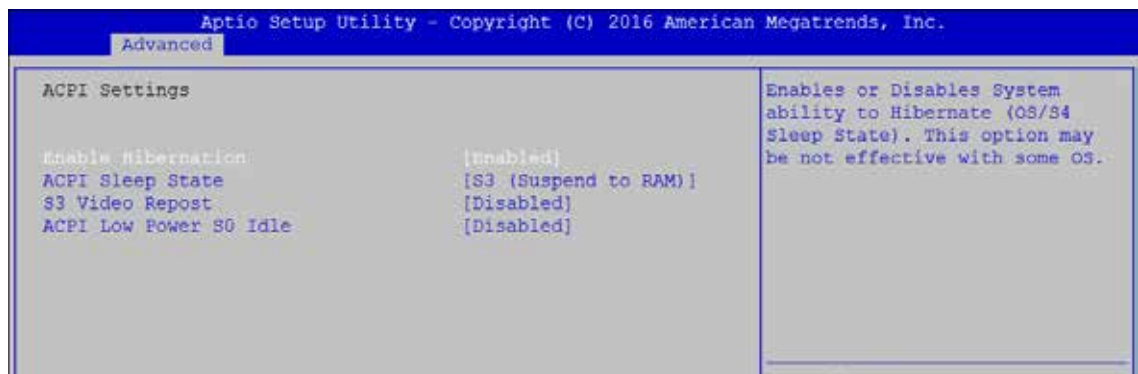 Aptio Setup Utility - Copyright (C) 2016 American Megatrends, Inc.
Advanced
ACPI Settings
Enable Hibernation [Enabled]
ACPI Sleep State [S3 (Suspend to RAM)]
S3 Video Repost [Disabled]
ACPI Low Power S0 Idle [Disabled]
Enables or Disables System
ability to Hibernate (OS/S4
Sleep State). This option may
be not effective with some OS.